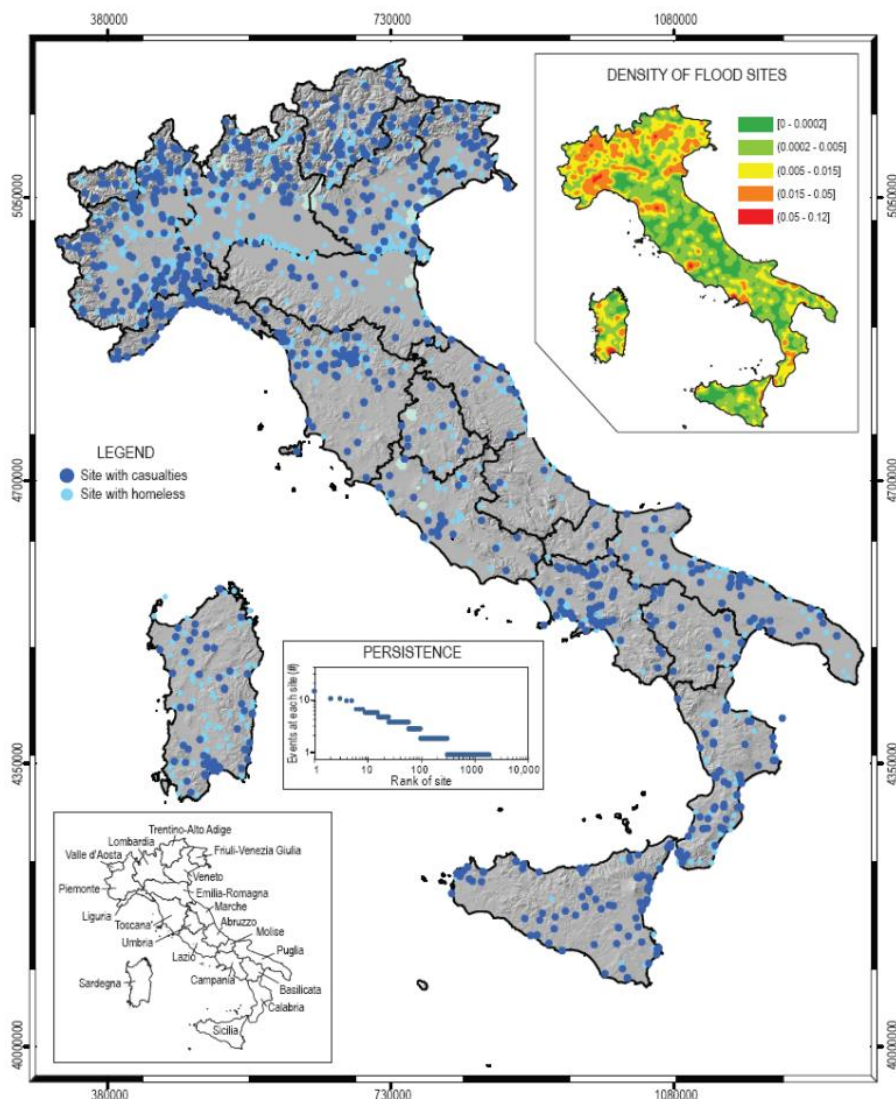 380000
730000
1080000
DENSITY OF FLOOD SITES
[0 - 0.0002]
(0.0002 - 0.005]
(0.005 - 0.015]
(0.015 - 0.05]
(0.05 - 0.12]
5050000
5050000
LEGEND
Site with casualties
Site with homeless
4700000
4700000
PERSISTENCE
Events at each site (#)
10
1
1
10
100
1000
10,000
Rank of site
4350000
4350000
Trentino-Alto Adige
Lombardia
Friuli-Venezia Giulia
Valle d'Aosta
Veneto
Piemonte
Emilia-Romagna
Marche
Liguria
Abruzzo
Toscana'
Molise
Umbria
Puglia
Lazio
Campania
Sardegna
Basilicata
Calabria
Sicilia
4000000
4000000
380000
730000
1080000